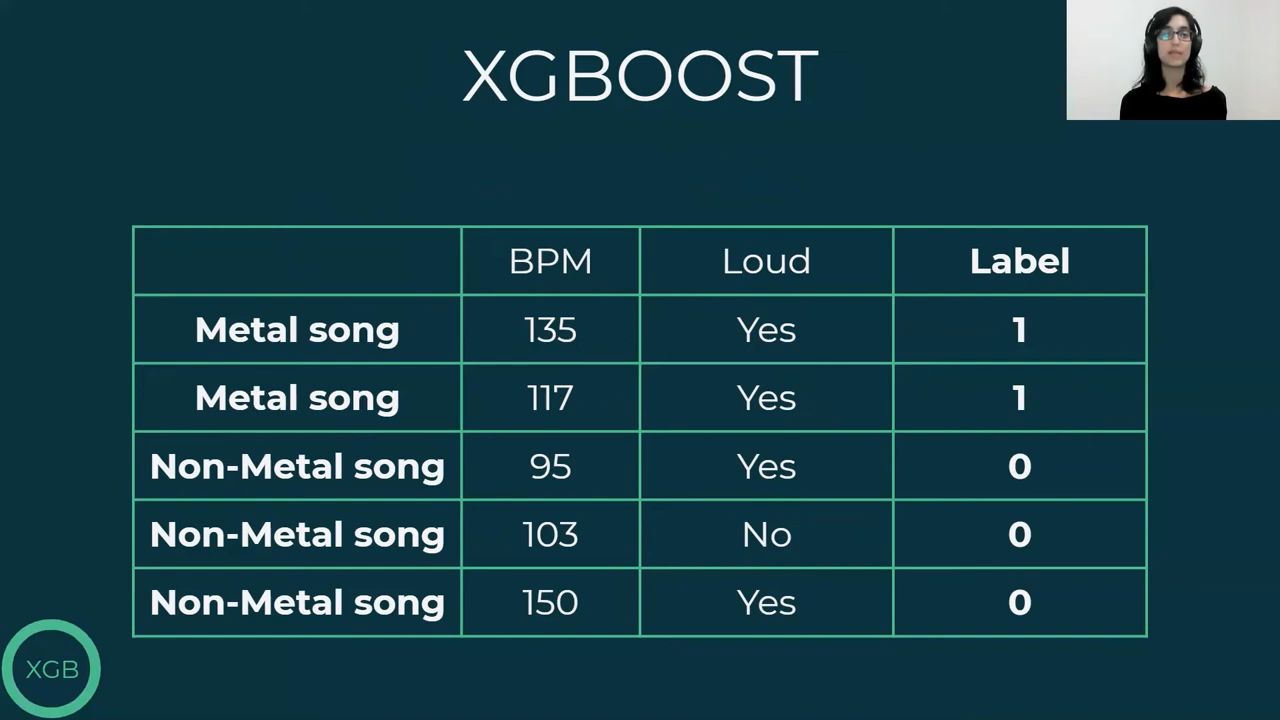 XGBOOST
BPM Loud Label
Metal song 135 Yes 1
Metal song 117 Yes 1
Non-Metal song 95 Yes 0
Non-Metal song 103 No 0
Non-Metal song 150 Yes 0
XGB